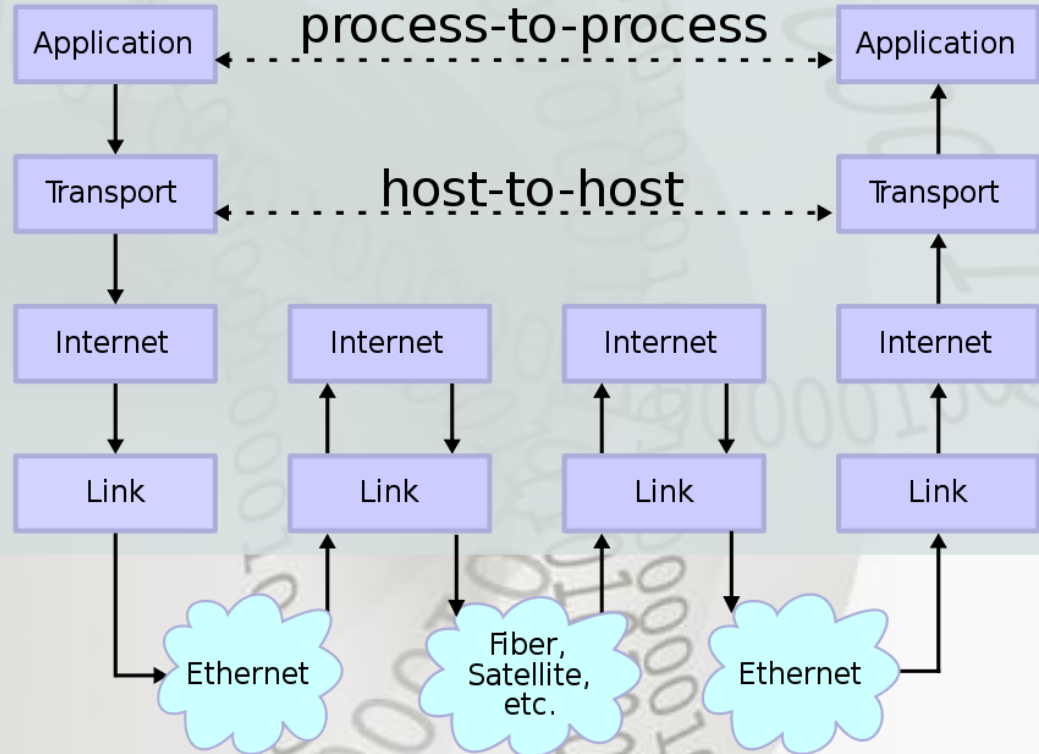 process-to-process
Application
Application
host-to-host
Transport
Transport
Internet
Internet
Internet
Internet
Link
Link
Link
Link
Ethernet
Fiber,
Satellite,
etc.
Ethernet